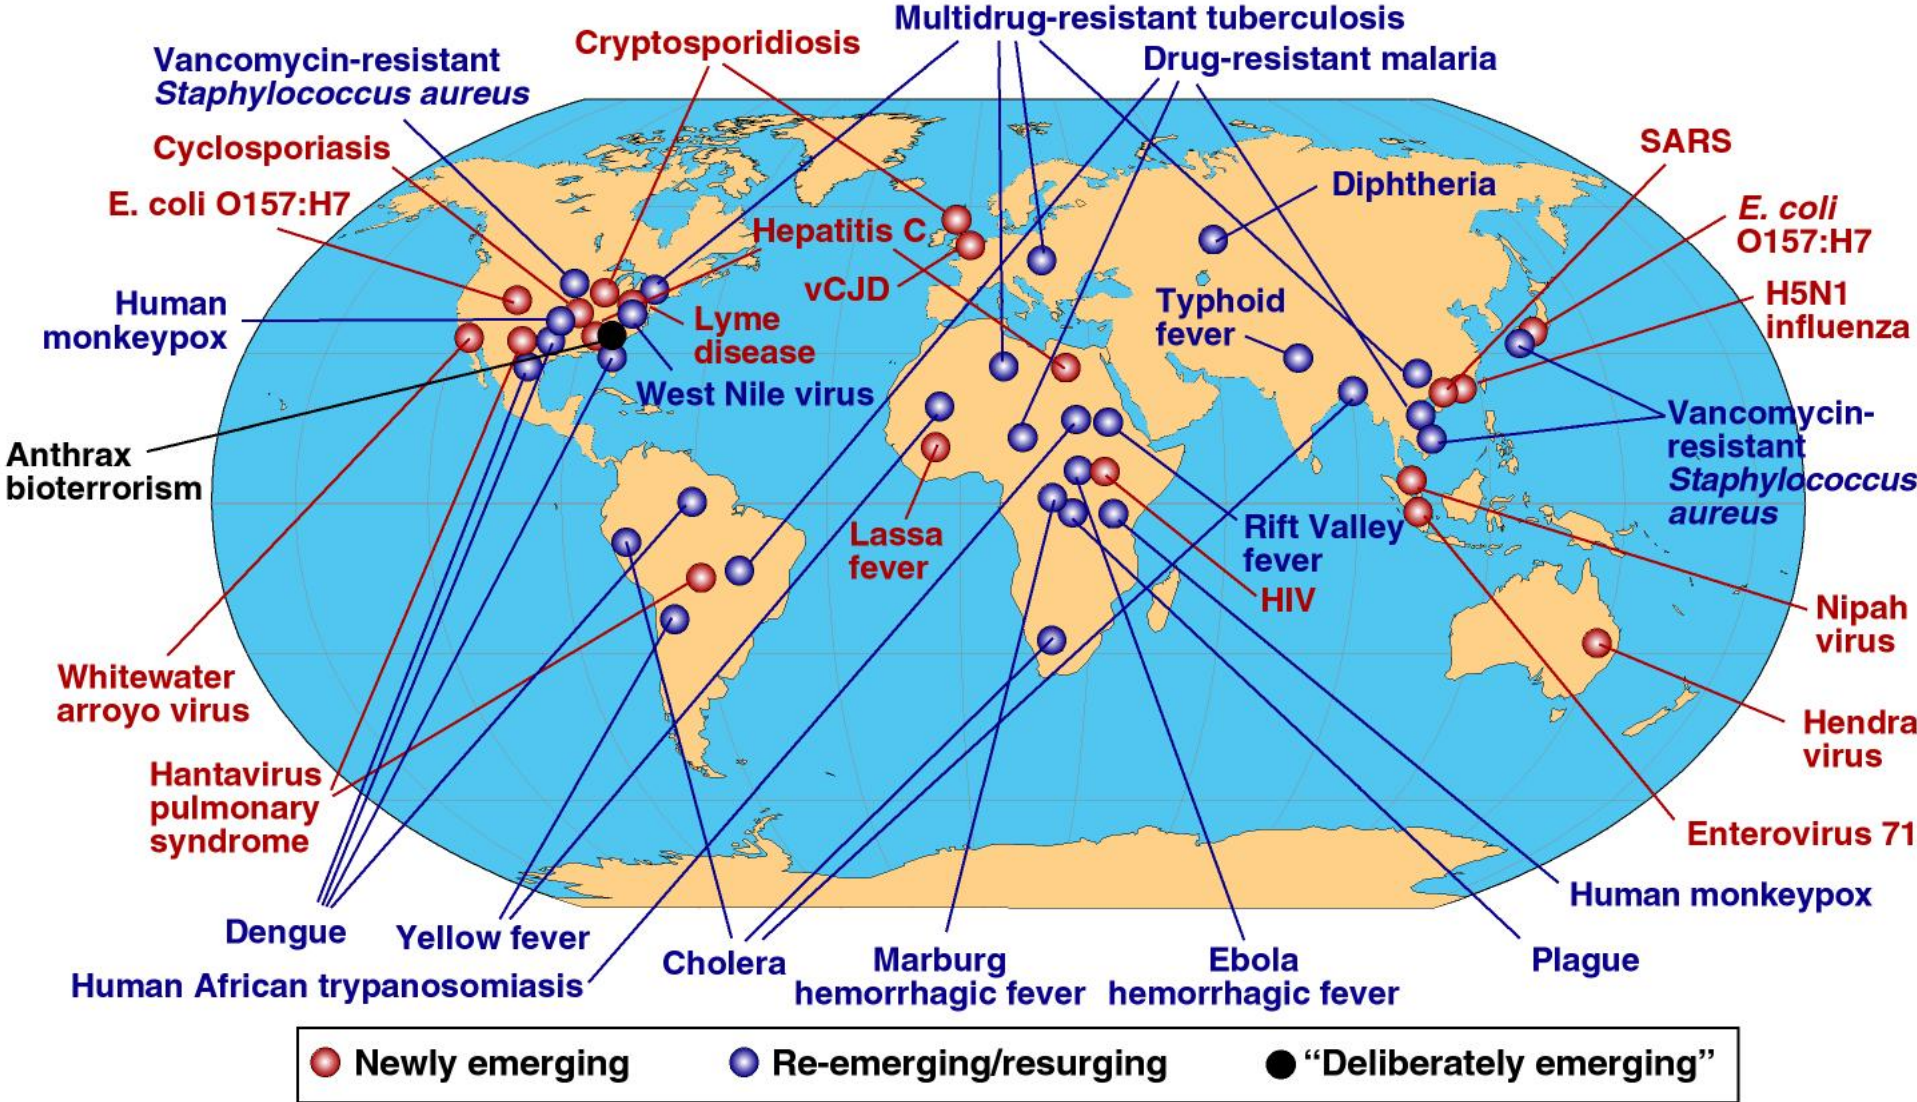 Multidrug-resistant tuberculosis
Cryptosporidiosis
Drug-resistant malaria
Vancomycin-resistant
Staphylococcus aureus
Cyclosporiasis
SARS
Diphtheria
E. coli O157:H7
E. coli
O157:H7
Hepatitis C
vCJD
H5N1
influenza
Typhoid
fever
Human
monkeypox
Lyme
disease
West Nile virus
Vancomycin-
resistant
Staphylococcus
aureus
Anthrax
bioterrorism
Lassa
fever
Rift Valley
fever
HIV
Nipah
virus
Whitewater
arroyo virus
Hendra
virus
Hantavirus
pulmonary
syndrome
Enterovirus 71
Human monkeypox
Dengue
Yellow fever
Human African trypanosomiasis
Cholera
Marburg
hemorrhagic fever
Ebola
hemorrhagic fever
Plague
Newly emerging
Re-emerging/resurging
“Deliberately emerging”